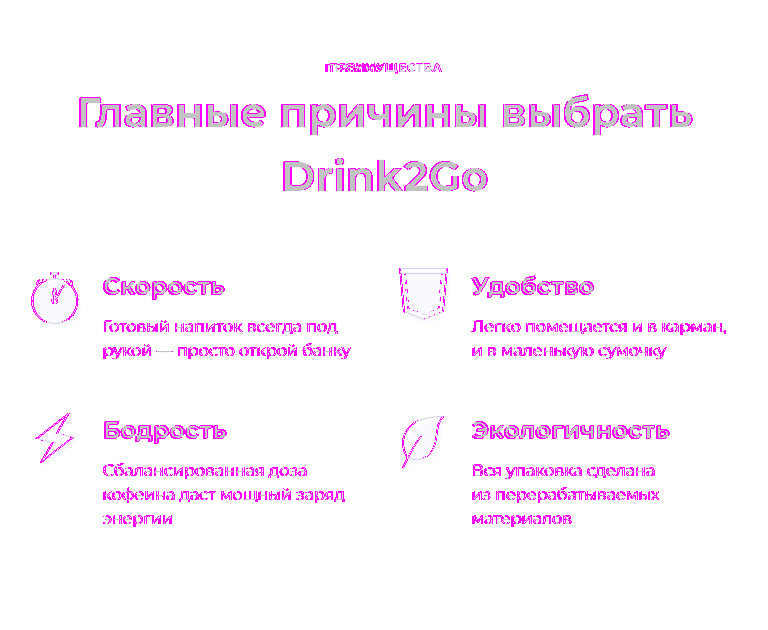 ПРЕИМУЩЕСТВА
Главные причины выбрать
Drink2Go
Скорость
Готовый напиток всегда под
рукой — просто открой банку
Удобство
Легко помещается и в карман,
и в маленькую сумочку
Бодрость
Сбалансированная доза
кофеина даст мощный заряд
энергии
Экологичность
Вся упаковка сделана
из перерабатываемых
материалов